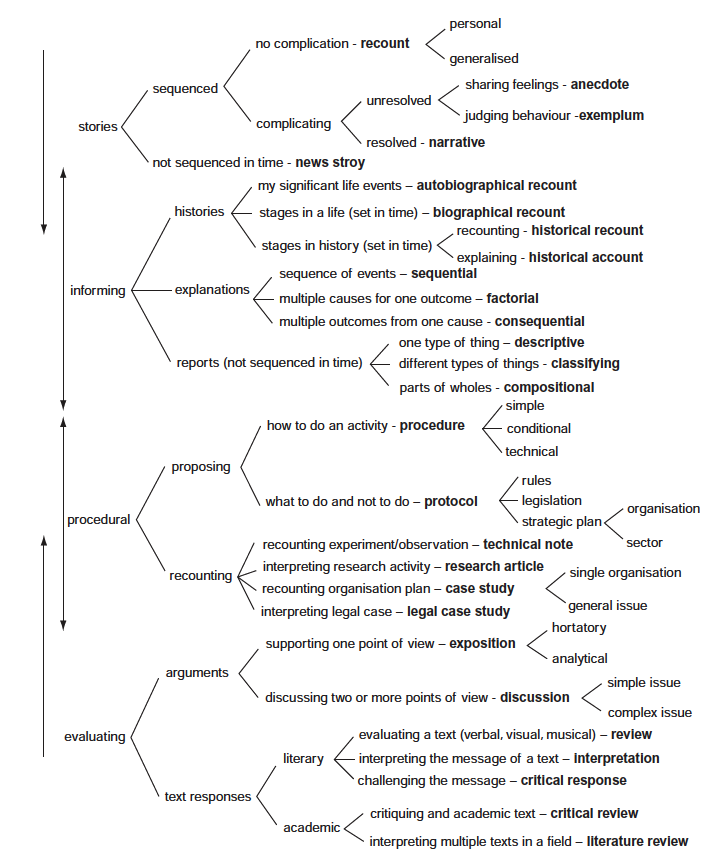 personal
no complication - recount
generalised
sequenced
sharing feelings - anecdote
unresolved
judging behaviour -exemplum
complicating
stories
resolved - narrative
not sequenced in time - news stroy
my significant life events – autobiographical recount
histories
stages in a life (set in time) – biographical recount
recounting - historical recount
stages in history (set in time)
explaining - historical account
sequence of events – sequential
informing
explanations
multiple causes for one outcome – factorial
multiple outcomes from one cause - consequential
one type of thing – descriptive
reports (not sequenced in time)
different types of things - classifying
parts of wholes - compositional
simple
how to do an activity - procedure
conditional
technical
proposing
rules
what to do and not to do – protocol
legislation
organisation
strategic plan
procedural
sector
recounting experiment/observation – technical note
interpreting research activity – research article
single organisation
recounting
recounting organisation plan – case study
general issue
interpreting legal case – legal case study
hortatory
supporting one point of view – exposition
analytical
arguments
simple issue
discussing two or more points of view - discussion
complex issue
evaluating
evaluating a text (verbal, visual, musical) – review
literary
interpreting the message of a text – interpretation
challenging the message – critical response
text responses
critiquing and academic text – critical review
academic
interpreting multiple texts in a field – literature review